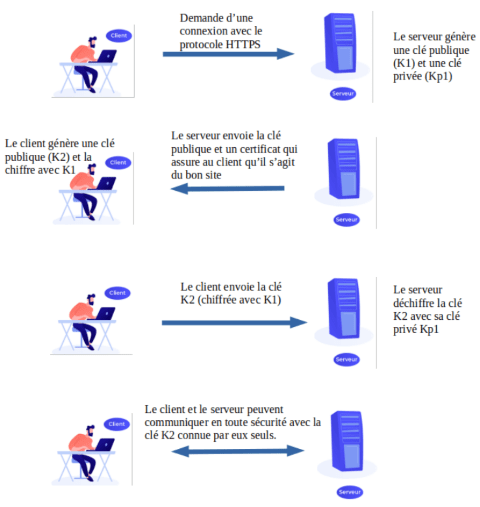 Client
Demande d'une
connexion avec le
protocole HTTPS
Serveur
Le serveur génère
une clé publique
(K1) et une clé
privée (Kp1)
Le client génère une clé
publique (K2) et la
chiffre avec K1
Client
Le serveur envoie la clé
publique et un certificat qui
assure au client qu'il s'agit
du bon site
Serveur
Client
Le client envoie la clé
K2 (chiffrée avec K1)
Serveur
Le serveur
déchiffre la clé
K2 avec sa clé
privé Kp1
Client
Le client et le serveur peuvent
communiquer en toute sécurité avec la
clé K2 connue par eux seuls.
Serveur